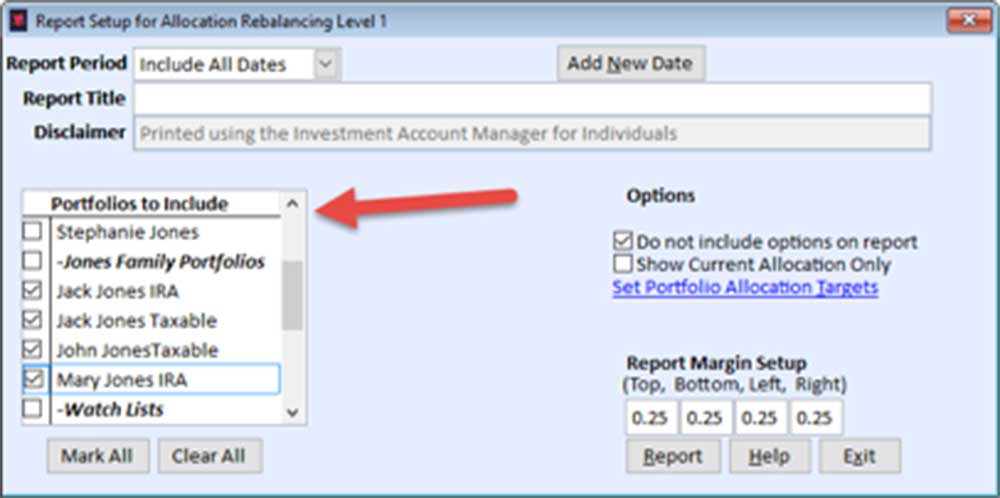 Report Setup for Allocation Rebalancing Level 1
Report Period Include All Dates Add New Date
Report Title
Disclaimer Printed using the Investment Account Manager for Individuals
Portfolios to Include
Stephanie Jones
-Jones Family Portfolios
Jack Jones IRA
Jack Jones Taxable
John JonesTaxable
Mary Jones IRA
-Watch Lists
Mark All Clear All
Options
Do not include options on report
Show Current Allocation Only
Set Portfolio Allocation Targets
Report Margin Setup
(Top, Bottom, Left, Right)
0.25 0.25 0.25 0.25
Report Help Exit